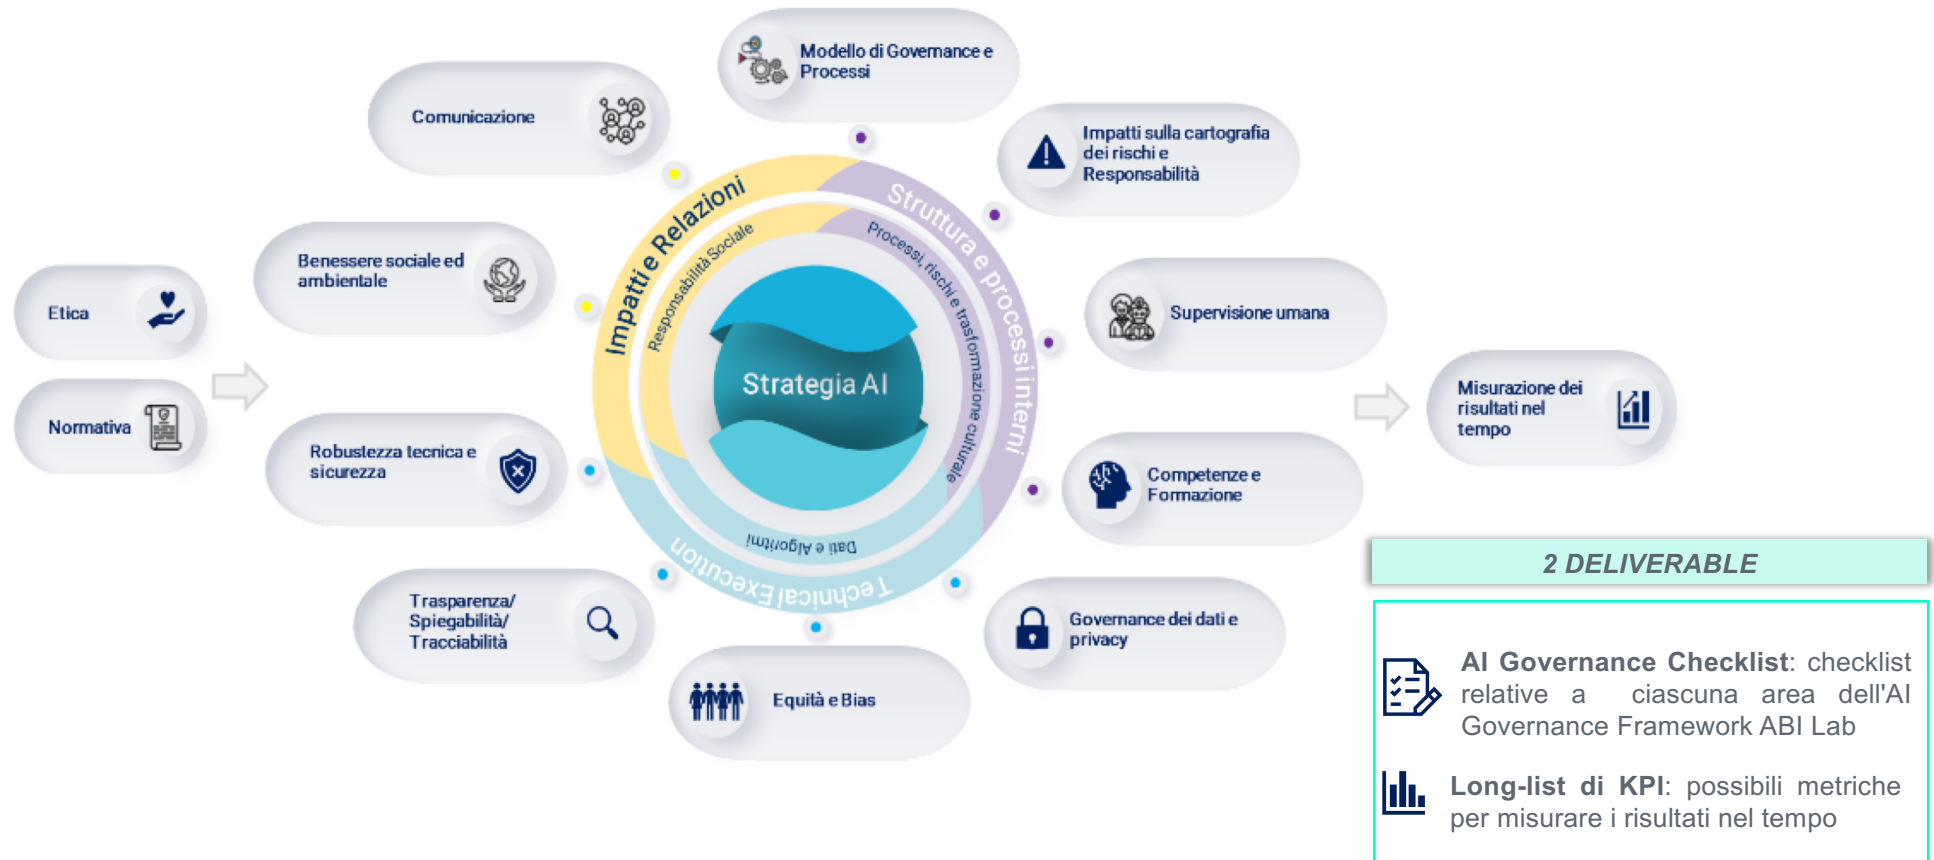 Modello di Governance e
Processi
Comunicazione
Impatti sulla cartografia
dei rischi e
Responsabilità
Impatti e Relazioni
Struttura e processi interni
Responsabilità Sociale
Processi, rischi e trasformazione culturale
Benessere sociale ed
ambientale
Etica
Supervisione umana
Strategia AI
Normativa
Misurazione dei
risultati nel
tempo
Robustezza tecnica e
sicurezza
Competenze e
Formazione
Dati e Algoritmi
Technical Execution
Trasparenza/
Spiegabilità/
Tracciabilità
Governance dei dati e
privacy
Equità e Bias
2 DELIVERABLE
AI Governance Checklist: checklist
relative a ciascuna area dell'AI
Governance Framework ABI Lab
Long-list di KPI: possibili metriche
per misurare i risultati nel tempo